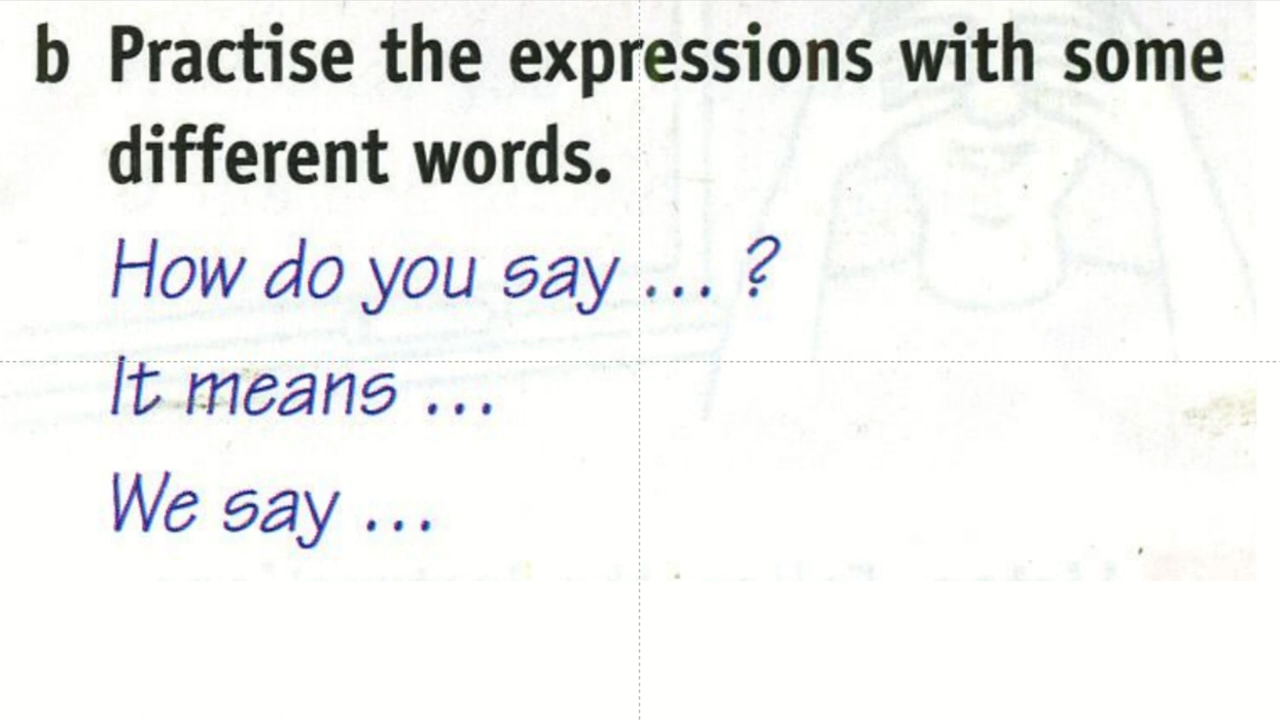 b Practise the expressions with some
different words.
How do you say ... ?
It means ...
We say ...